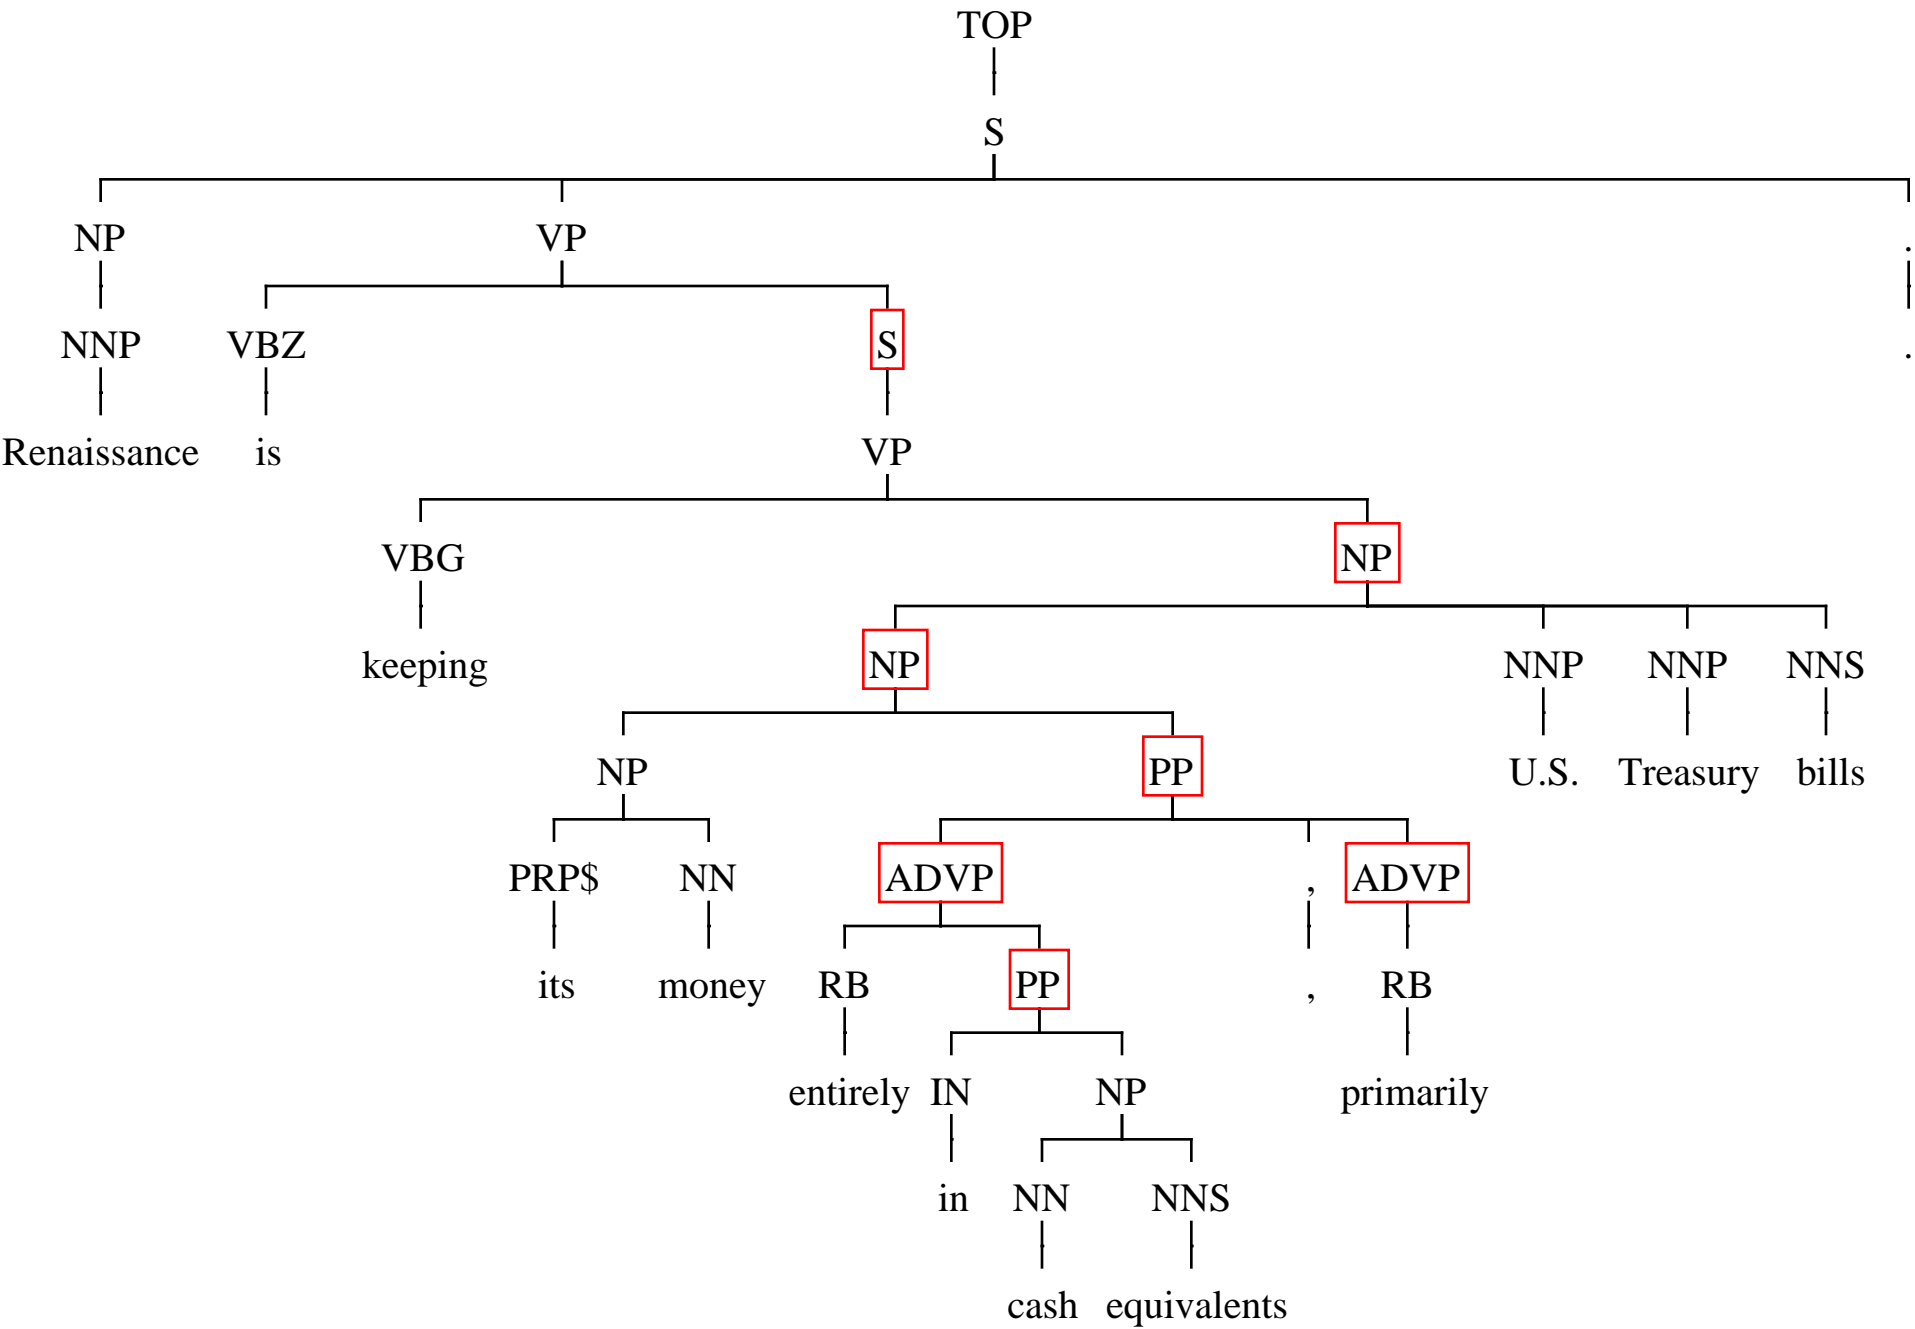 TOP
S
NP VP .
NNP VBZ S .
Renaissance is VP
VBG NP
keeping NP NNP NNP NNS
NP PP U.S. Treasury bills
PRP$ NN ADVP , ADVP
its money RB PP , RB
entirely IN NP primarily
in NN NNS
cash equivalents